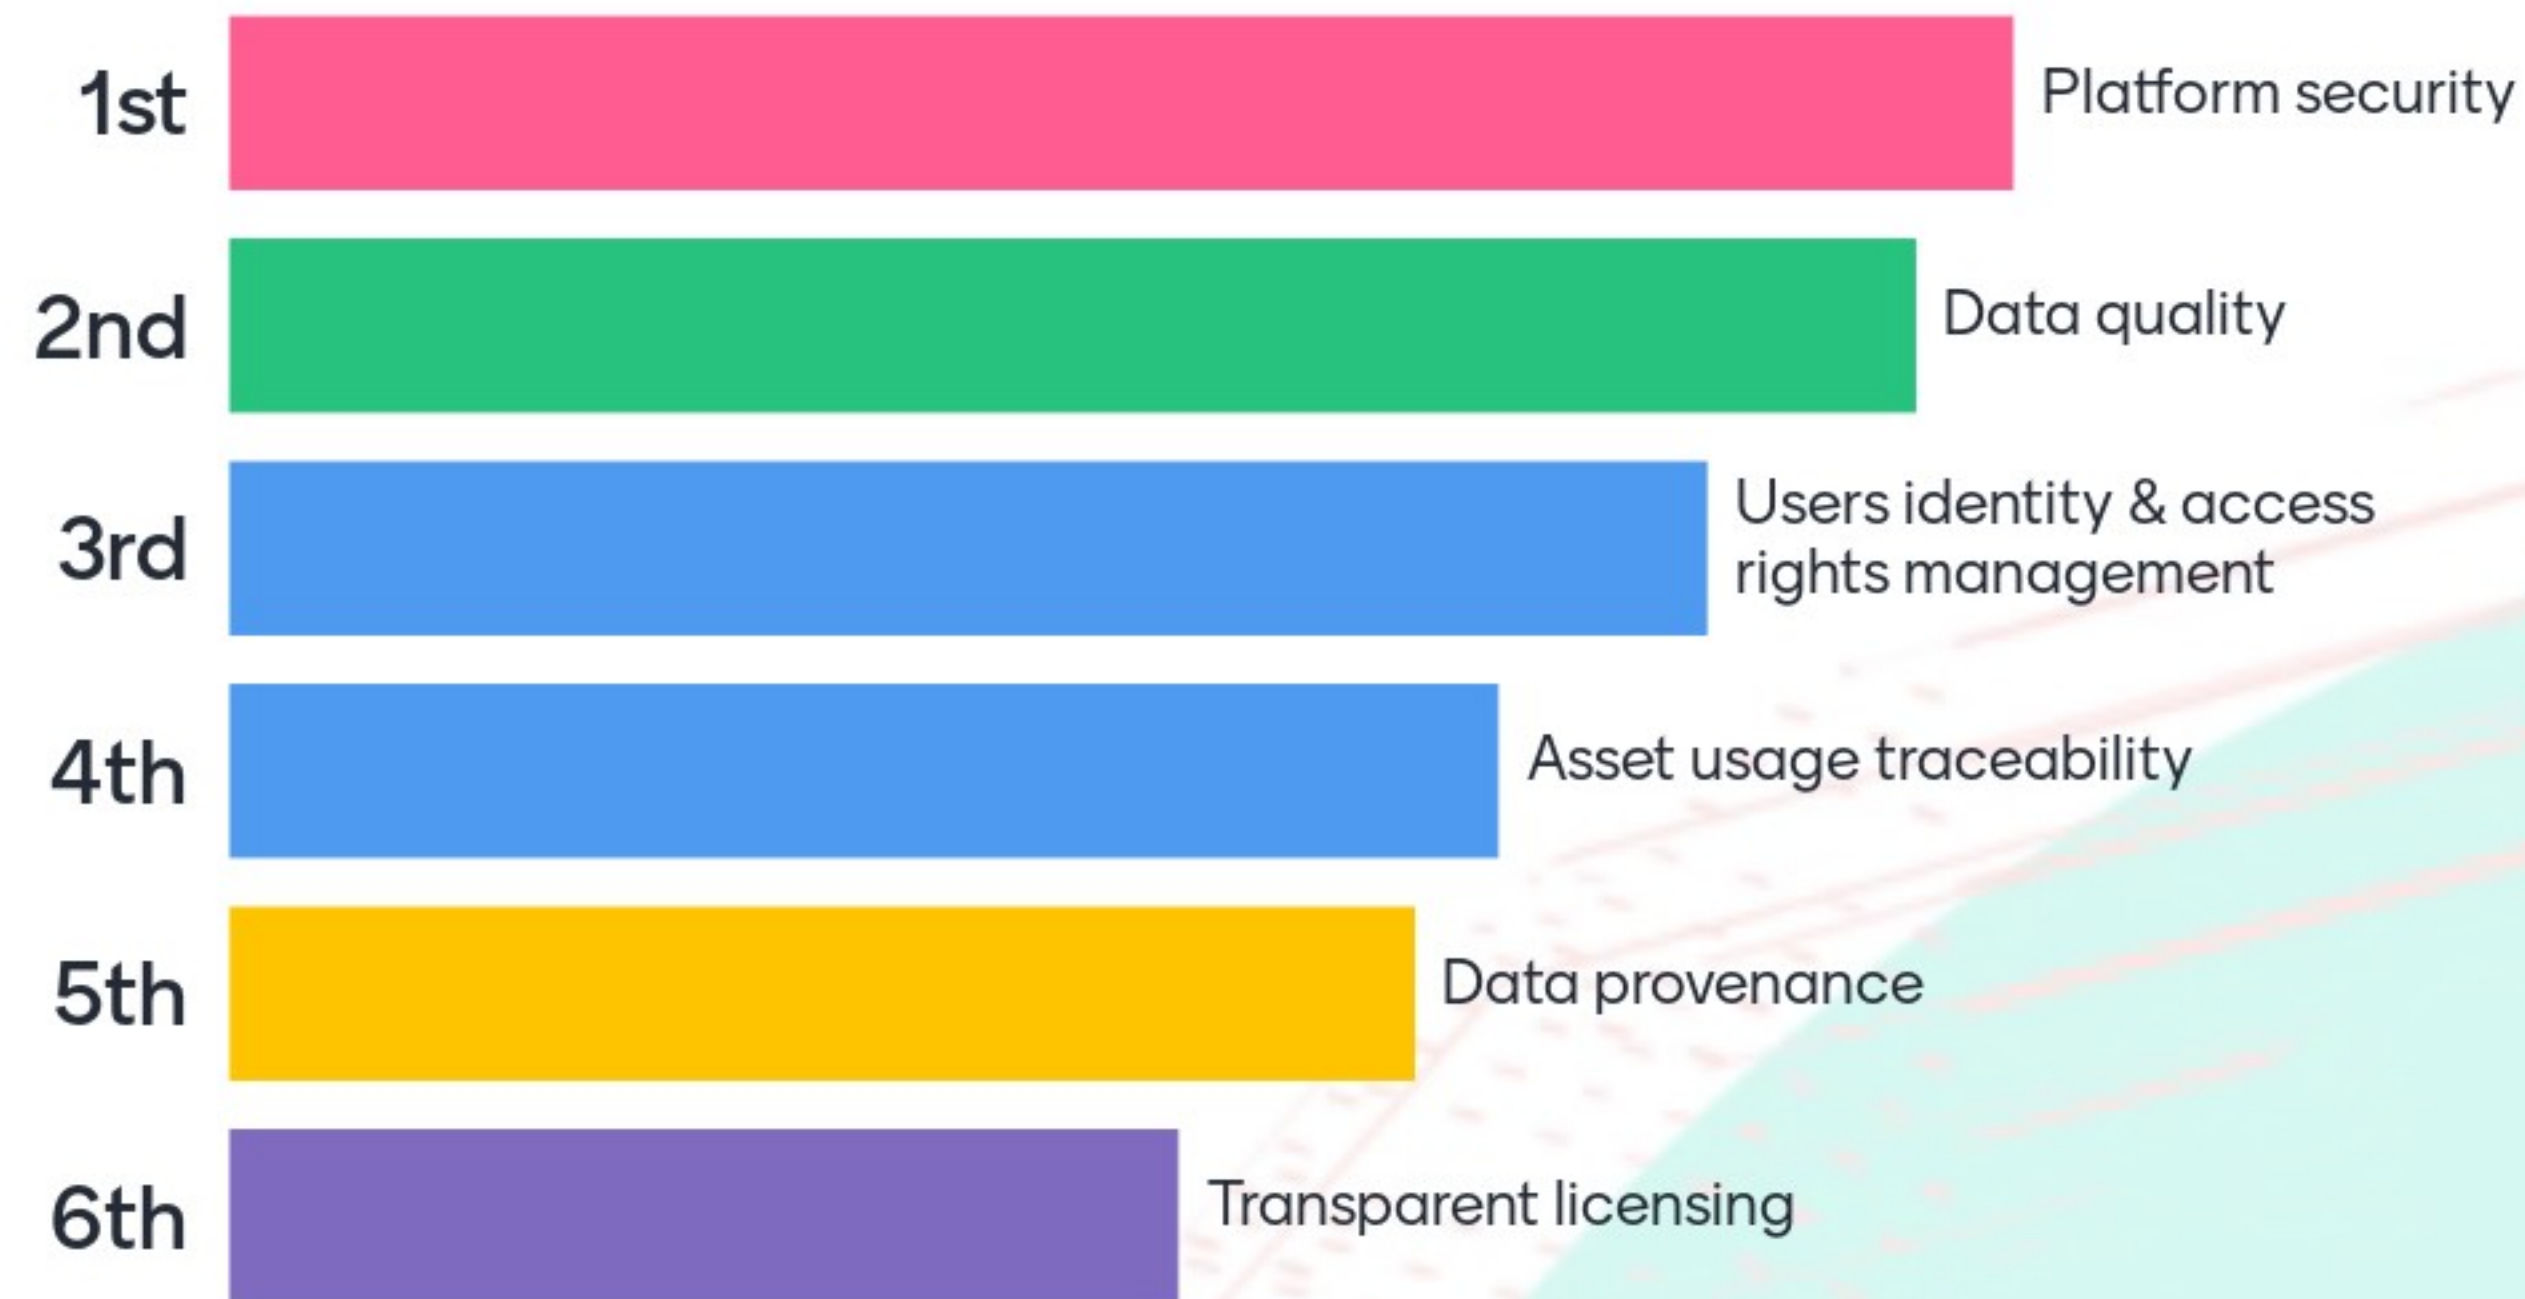 1st
Platform security
2nd
Data quality
3rd
Users identity & access
rights management
4th
Asset usage traceability
5th
Data provenance
6th
Transparent licensing